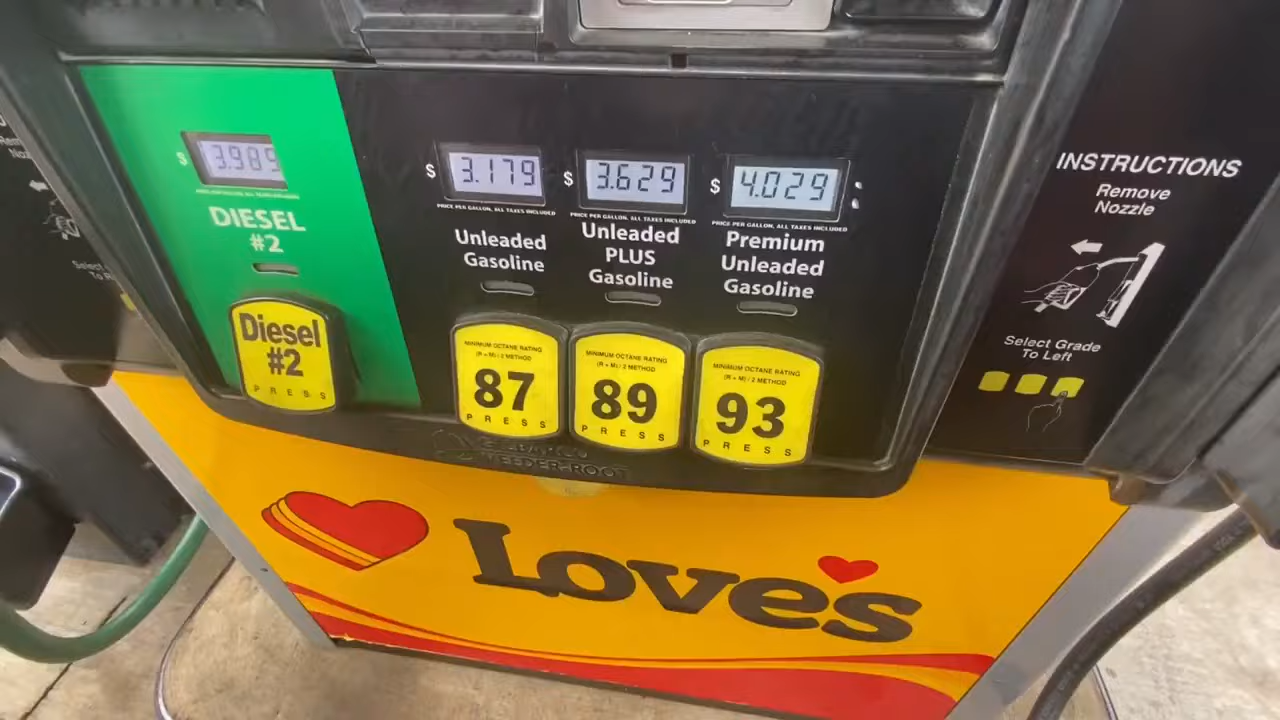 $ 3.989
DIESEL
#2
Diesel
#2
PRESS
$ 3.179
PRICE PER GALLON, ALL TAXES INCLUDED
Unleaded
Gasoline
MINIMUM OCTANE RATING
(R + M) / 2 METHOD
87
PRESS
$ 3.629
PRICE PER GALLON, ALL TAXES INCLUDED
Unleaded
PLUS
Gasoline
MINIMUM OCTANE RATING
(R + M) / 2 METHOD
89
PRESS
$ 4.029
PRICE PER GALLON, ALL TAXES INCLUDED
Premium
Unleaded
Gasoline
MINIMUM OCTANE RATING
(R + M) / 2 METHOD
93
PRESS
INSTRUCTIONS
Remove
Nozzle
Select Grade
To Left
VEEDER-ROOT
Love's